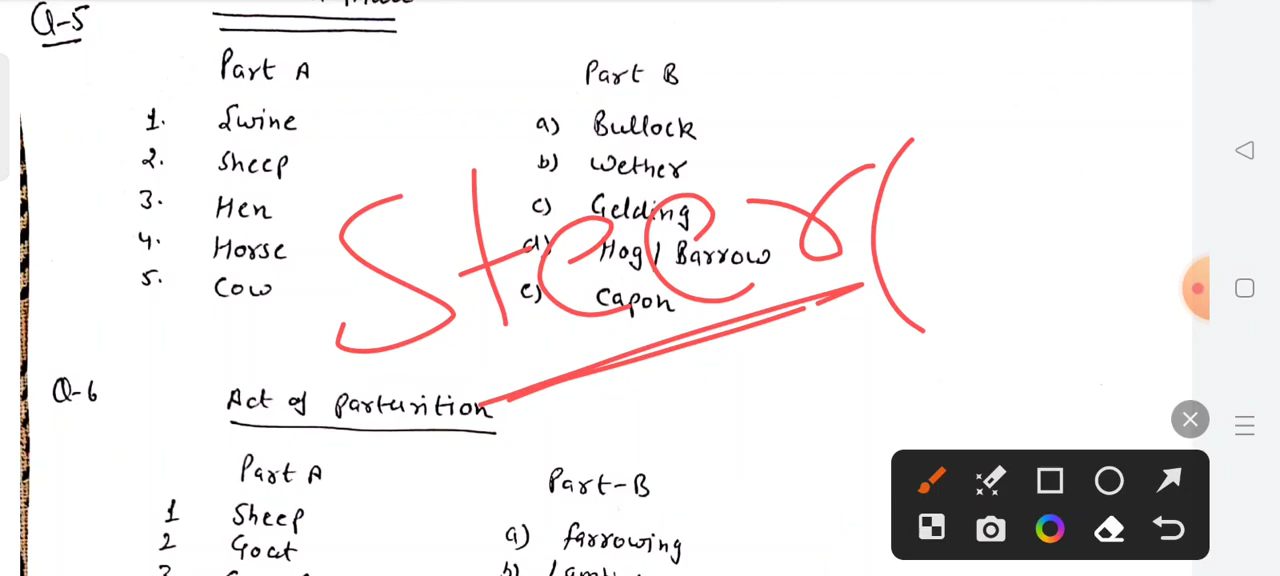 Q-5
Part A Part B
1. Swine a) Bullock
2. Sheep b) Wether
3. Hen c) Gelding
4. Horse d) Hog / Barrow
5. Cow e) Capon
Steer (
Q-6 Act of Parturition
Part A Part-B
1 Sheep a) farrowing
2 Goat b)
3